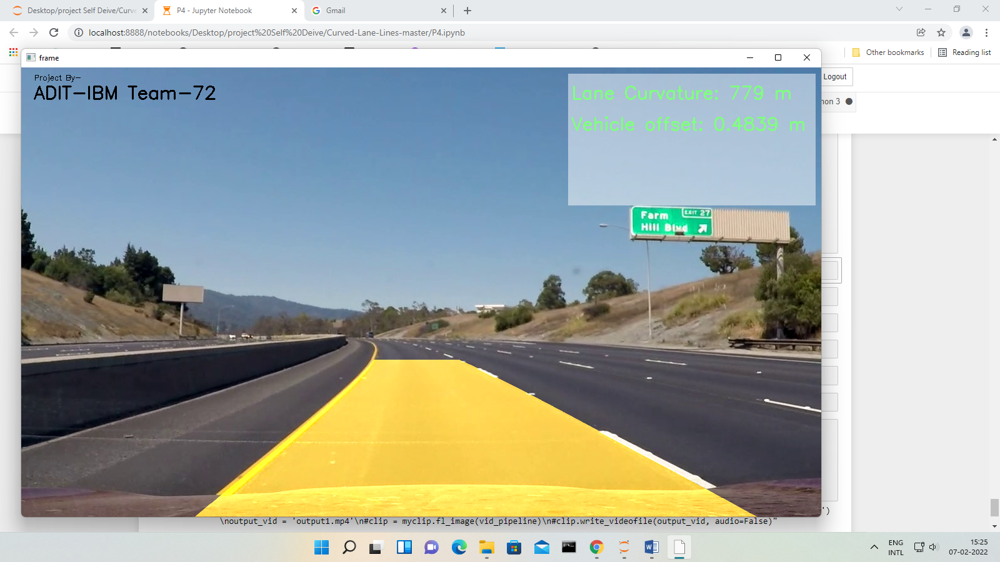 Desktop/project Self Deive/Curve
P4 - Jupyter Notebook
Gmail
localhost:8888/notebooks/Desktop/project%20Self%20Deive/Curved-Lane-Lines-master/P4.ipynb
Other bookmarks
Reading list
frame
Logout
hon 3
Project By-
ADIT-IBM Team-72
Lane Curvature: 779 m
Vehicle offset: 0.4839 m
EXIT 27
Farm
Hill Blvd
')
\noutput_vid = 'output1.mp4'\n#clip = myclip.fl_image(vid_pipeline)\n#clip.write_videofile(output_vid, audio=False)"
ENG
INTL
15:25
07-02-2022